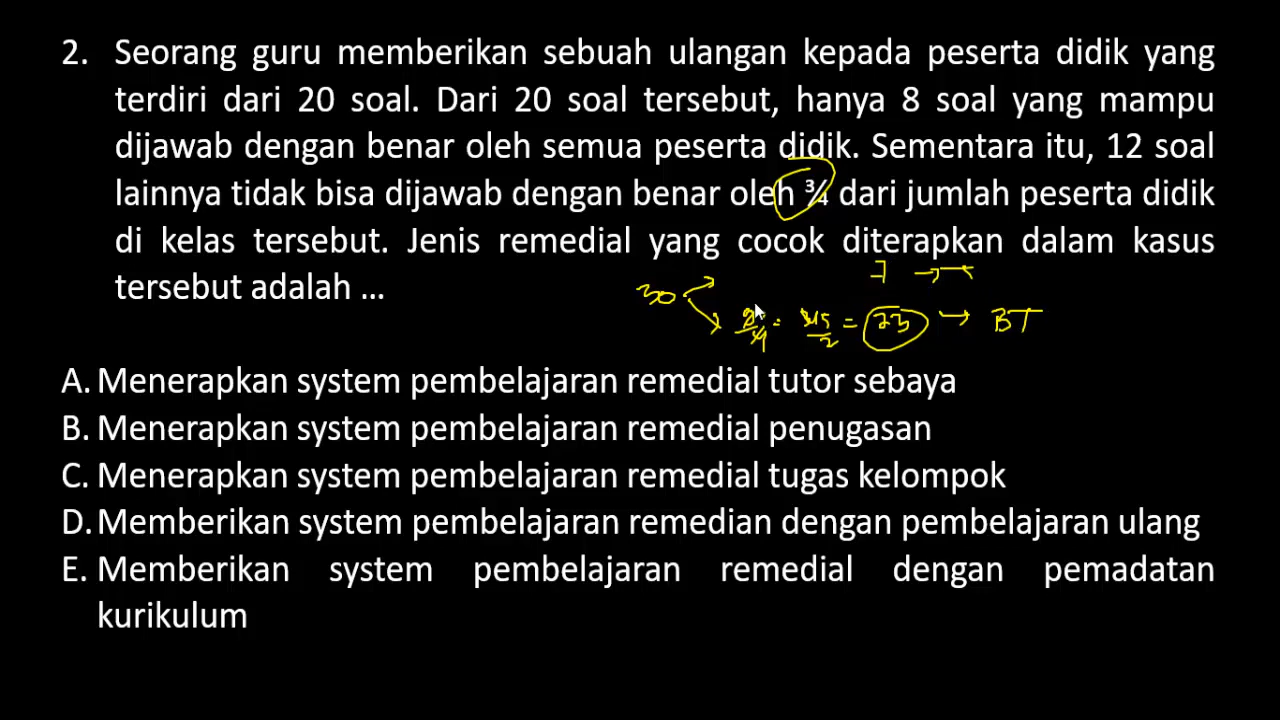 2. Seorang guru memberikan sebuah ulangan kepada peserta didik yang
terdiri dari 20 soal. Dari 20 soal tersebut, hanya 8 soal yang mampu
dijawab dengan benar oleh semua peserta didik. Sementara itu, 12 soal
lainnya tidak bisa dijawab dengan benar oleh ¾ dari jumlah peserta didik
di kelas tersebut. Jenis remedial yang cocok diterapkan dalam kasus
tersebut adalah ...
7
30
= 23 → BT
A. Menerapkan system pembelajaran remedial tutor sebaya
B. Menerapkan system pembelajaran remedial penugasan
C. Menerapkan system pembelajaran remedial tugas kelompok
D. Memberikan system pembelajaran remedian dengan pembelajaran ulang
E. Memberikan system pembelajaran remedial dengan pemadatan
kurikulum